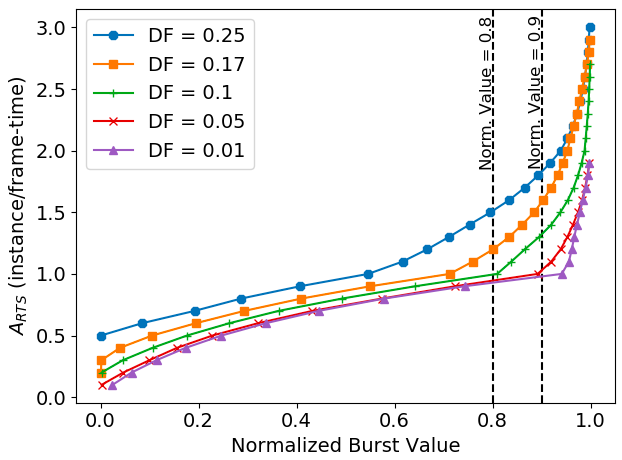 DF = 0.25
DF = 0.17
DF = 0.1
DF = 0.05
DF = 0.01
Norm. Value = 0.8
Norm. Value = 0.9
3.0
2.5
2.0
1.5
1.0
0.5
0.0
A_RTS (instance/frame-time)
0.0 0.2 0.4 0.6 0.8 1.0
Normalized Burst Value